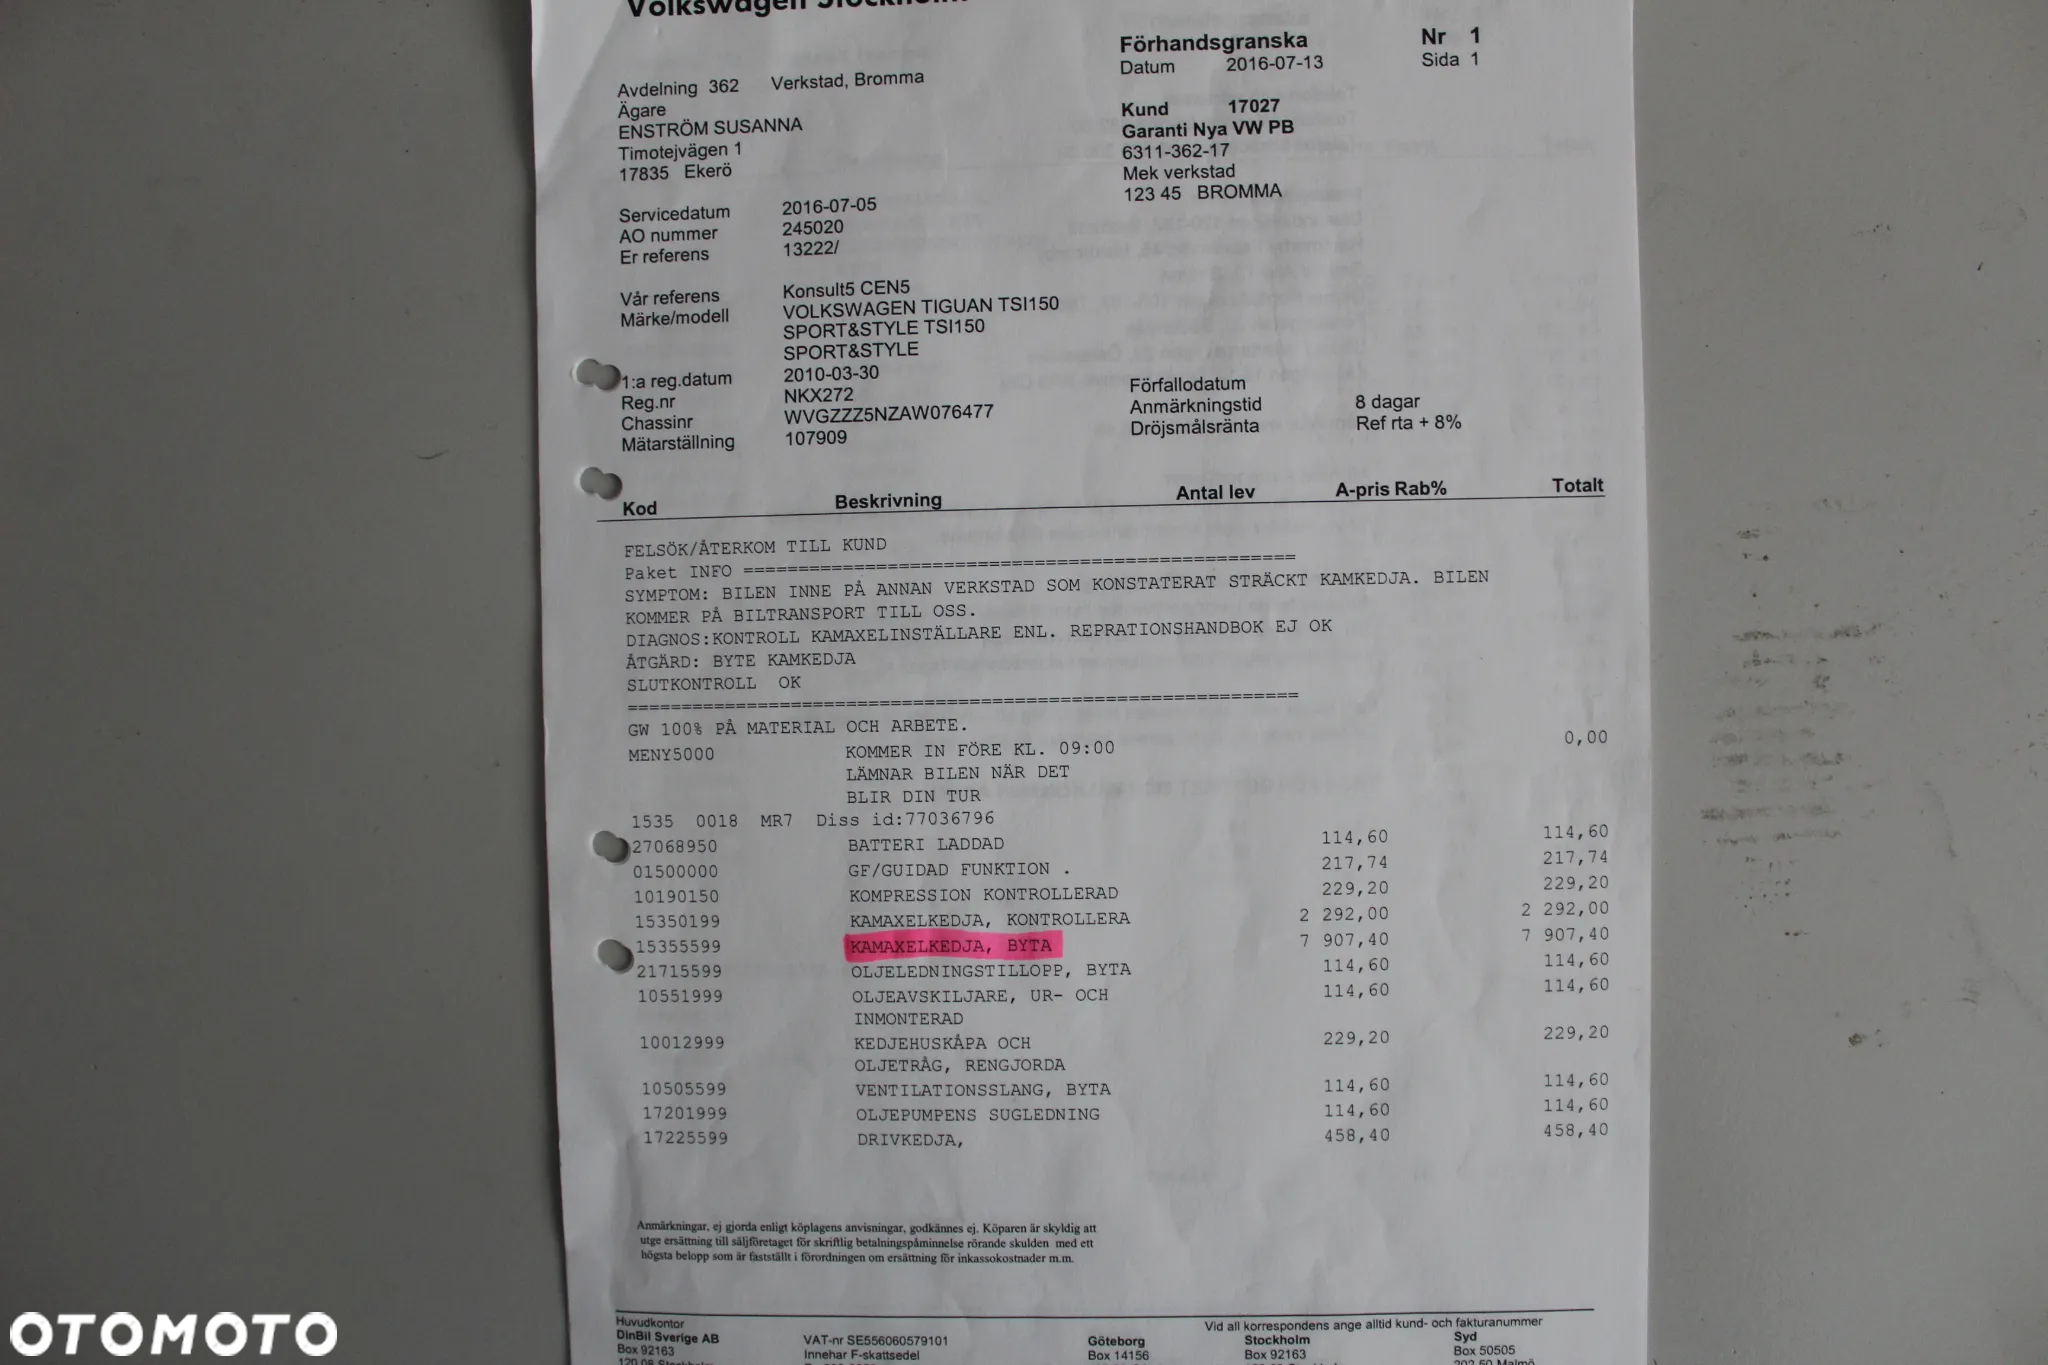 Volkswagen Stockholm
Förhandsgranska Nr 1
Datum 2016-07-13 Sida 1
Avdelning 362 Verkstad, Bromma
Ägare
ENSTRÖM SUSANNA
Timotejvägen 1
17835 Ekerö
Kund 17027
Garanti Nya VW PB
6311-362-17
Mek verkstad
123 45 BROMMA
Servicedatum 2016-07-05
AO nummer 245020
Er referens 13222/
Vår referens Konsult5 CEN5
Märke/modell VOLKSWAGEN TIGUAN TSI150
SPORT&STYLE TSI150
SPORT&STYLE
1:a reg.datum 2010-03-30
Reg.nr NKX272
Chassinr WVGZZZ5NZAW076477
Mätarställning 107909
Förfallodatum
Anmärkningstid 8 dagar
Dröjsmålsränta Ref rta + 8%
Kod Beskrivning Antal lev A-pris Rab% Totalt
FELSÖK/ÅTERKOM TILL KUND
Paket INFO ===================================================
SYMPTOM: BILEN INNE PÅ ANNAN VERKSTAD SOM KONSTATERAT STRÄCKT KAMKEDJA. BILEN
KOMMER PÅ BILTRANSPORT TILL OSS.
DIAGNOS:KONTROLL KAMAXELINSTÄLLARE ENL. REPRATIONSHANDBOK EJ OK
ÅTGÄRD: BYTE KAMKEDJA
SLUTKONTROLL OK
==============================================================
GW 100% PÅ MATERIAL OCH ARBETE.
MENY5000 KOMMER IN FÖRE KL. 09:00 0,00
LÄMNAR BILEN NÄR DET
BLIR DIN TUR
1535 0018 MR7 Diss id:77036796
27068950 BATTERI LADDAD 114,60 114,60
01500000 GF/GUIDAD FUNKTION . 217,74 217,74
10190150 KOMPRESSION KONTROLLERAD 229,20 229,20
15350199 KAMAXELKEDJA, KONTROLLERA 2 292,00 2 292,00
15355599 KAMAXELKEDJA, BYTA 7 907,40 7 907,40
21715599 OLJELEDNINGSTILLOPP, BYTA 114,60 114,60
10551999 OLJEAVSKILJARE, UR- OCH 114,60 114,60
INMONTERAD
10012999 KEDJEHUSKÅPA OCH 229,20 229,20
OLJETRÅG, RENGJORDA
10505599 VENTILATIONSSLANG, BYTA 114,60 114,60
17201999 OLJEPUMPENS SUGLEDNING 114,60 114,60
17225599 DRIVKEDJA, 458,40 458,40
Anmärkningar, ej gjorda enligt köplagens anvisningar, godkännes ej. Köparen är skyldig att
utge ersättning till säljföretaget för skriftlig betalningspåminnelse rörande skulden med ett
högsta belopp som är fastställt i förordningen om ersättning för inkassokostnader m.m.
Huvudkontor Vid all korrespondens ange alltid kund- och fakturanummer
DinBil Sverige AB VAT-nr SE556060579101 Göteborg Stockholm Syd
Box 92163 Innehar F-skattsedel Box 14156 Box 92163 Box 50505
OTOMOTO